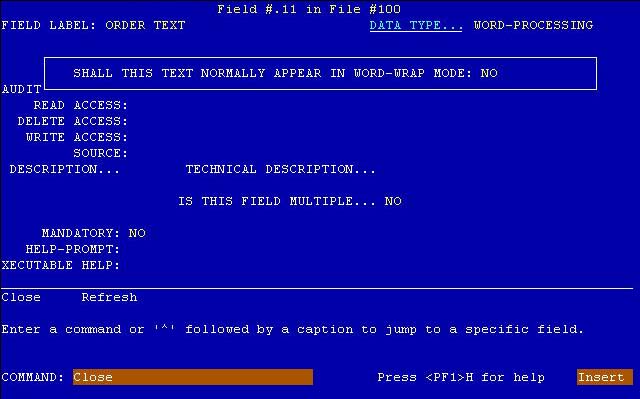 Field #.11 in File #100
FIELD LABEL: ORDER TEXT DATA TYPE... WORD-PROCESSING
SHALL THIS TEXT NORMALLY APPEAR IN WORD-WRAP MODE: NO
AUDIT
READ ACCESS:
DELETE ACCESS:
WRITE ACCESS:
SOURCE:
DESCRIPTION... TECHNICAL DESCRIPTION...
IS THIS FIELD MULTIPLE... NO
MANDATORY: NO
HELP-PROMPT:
XECUTABLE HELP:
Close Refresh
Enter a command or '^' followed by a caption to jump to a specific field.
COMMAND: Close Press <PF1>H for help Insert